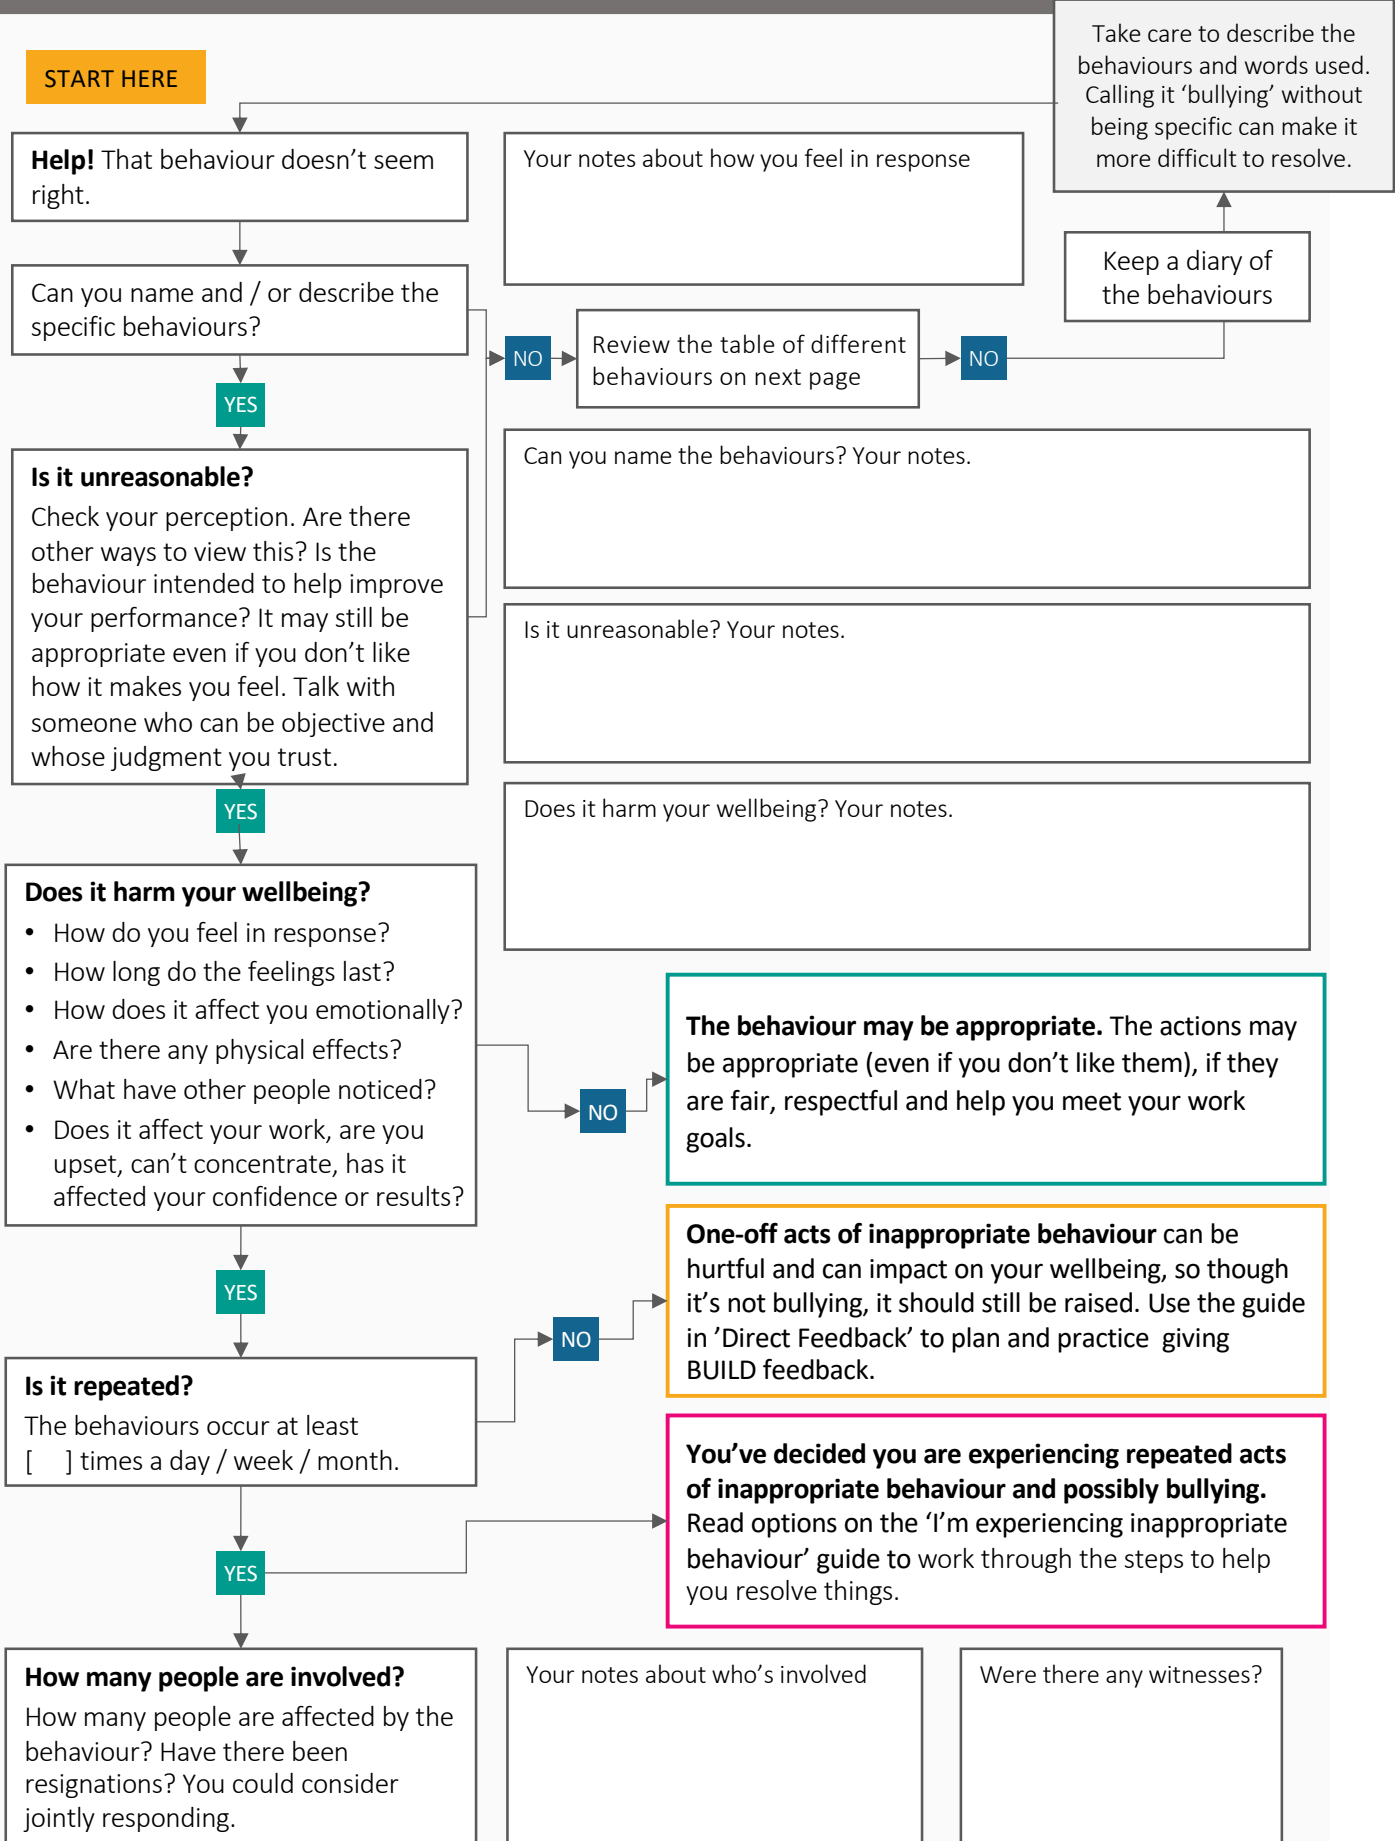 START HERE
Take care to describe the
behaviours and words used.
Calling it ‘bullying’ without
being specific can make it
more difficult to resolve.
Help! That behaviour doesn’t seem
right.
Your notes about how you feel in response
Keep a diary of
the behaviours
Can you name and / or describe the
specific behaviours?
NO
Review the table of different
behaviours on next page
NO
YES
Can you name the behaviours? Your notes.
Is it unreasonable?
Check your perception. Are there
other ways to view this? Is the
behaviour intended to help improve
your performance? It may still be
appropriate even if you don’t like
how it makes you feel. Talk with
someone who can be objective and
whose judgment you trust.
Is it unreasonable? Your notes.
YES
Does it harm your wellbeing? Your notes.
Does it harm your wellbeing?
• How do you feel in response?
• How long do the feelings last?
• How does it affect you emotionally?
• Are there any physical effects?
• What have other people noticed?
• Does it affect your work, are you
upset, can’t concentrate, has it
affected your confidence or results?
NO
The behaviour may be appropriate. The actions may
be appropriate (even if you don’t like them), if they
are fair, respectful and help you meet your work
goals.
YES
NO
One-off acts of inappropriate behaviour can be
hurtful and can impact on your wellbeing, so though
it’s not bullying, it should still be raised. Use the guide
in ’Direct Feedback’ to plan and practice giving
BUILD feedback.
Is it repeated?
The behaviours occur at least
[ ] times a day / week / month.
You’ve decided you are experiencing repeated acts
of inappropriate behaviour and possibly bullying.
Read options on the ‘I’m experiencing inappropriate
behaviour’ guide to work through the steps to help
you resolve things.
YES
How many people are involved?
How many people are affected by the
behaviour? Have there been
resignations? You could consider
jointly responding.
Your notes about who’s involved
Were there any witnesses?